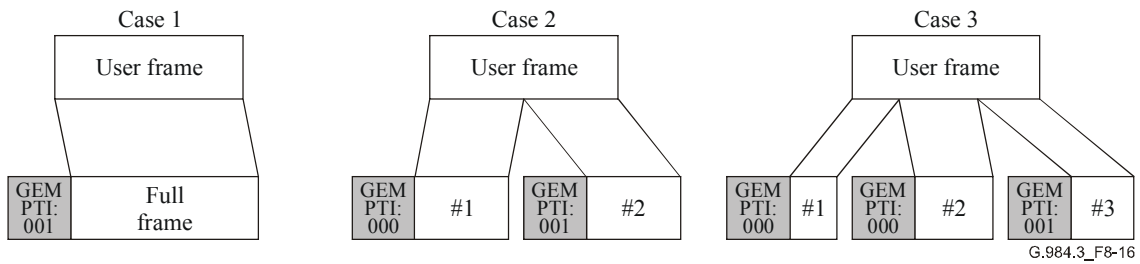 Case 1
Case 2
Case 3
User frame
User frame
User frame
GEM
PTI:
001
Full
frame
GEM
PTI:
000
#1
GEM
PTI:
001
#2
GEM
PTI:
000
#1
GEM
PTI:
000
#2
GEM
PTI:
001
#3
G.984.3_F8-16